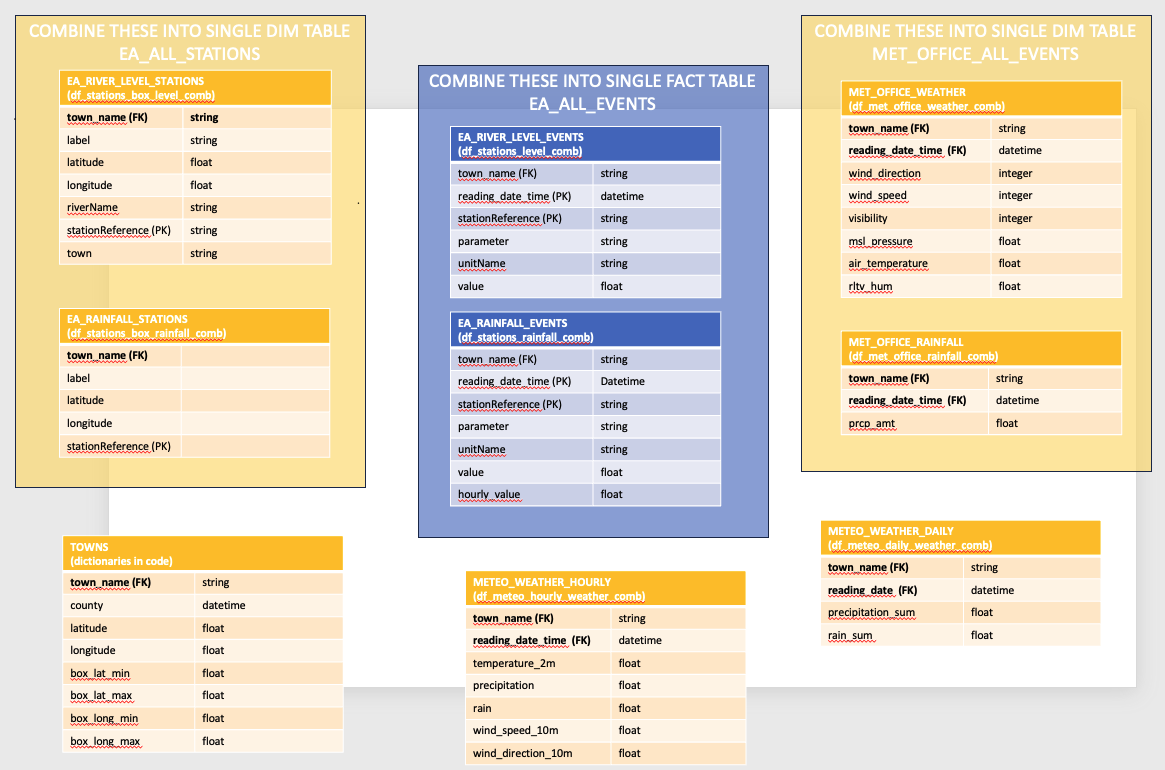 COMBINE THESE INTO SINGLE DIM TABLE
EA_ALL_STATIONS
EA_RIVER_LEVEL_STATIONS
(df_stations_box_level_comb)
town_name (FK) string
label string
latitude float
longitude float
riverName string
stationReference (PK) string
town string
EA_RAINFALL_STATIONS
(df_stations_box_rainfall_comb)
town_name (FK)
label
latitude
longitude
stationReference (PK)
TOWNS
(dictionaries in code)
town_name (FK) string
county datetime
latitude float
longitude float
box_lat_min float
box_lat_max float
box_long_min float
box_long_max float
COMBINE THESE INTO SINGLE FACT TABLE
EA_ALL_EVENTS
EA_RIVER_LEVEL_EVENTS
(df_stations_level_comb)
town_name (FK) string
reading_date_time (PK) datetime
stationReference (PK) string
parameter string
unitName string
value float
EA_RAINFALL_EVENTS
(df_stations_rainfall_comb)
town_name (FK) string
reading_date_time (PK) Datetime
stationReference (PK) string
parameter string
unitName string
value float
hourly_value float
METEO_WEATHER_HOURLY
(df_meteo_hourly_weather_comb)
town_name (FK) string
reading_date_time (FK) datetime
temperature_2m float
precipitation float
rain float
wind_speed_10m float
wind_direction_10m float
COMBINE THESE INTO SINGLE DIM TABLE
MET_OFFICE_ALL_EVENTS
MET_OFFICE_WEATHER
(df_met_office_weather_comb)
town_name (FK) string
reading_date_time (FK) datetime
wind_direction integer
wind_speed integer
visibility integer
msl_pressure float
air_temperature float
rltv_hum float
MET_OFFICE_RAINFALL
(df_met_office_rainfall_comb)
town_name (FK) string
reading_date_time (FK) datetime
prcp_amt float
METEO_WEATHER_DAILY
(df_meteo_daily_weather_comb)
town_name (FK) string
reading_date (FK) datetime
precipitation_sum float
rain_sum float